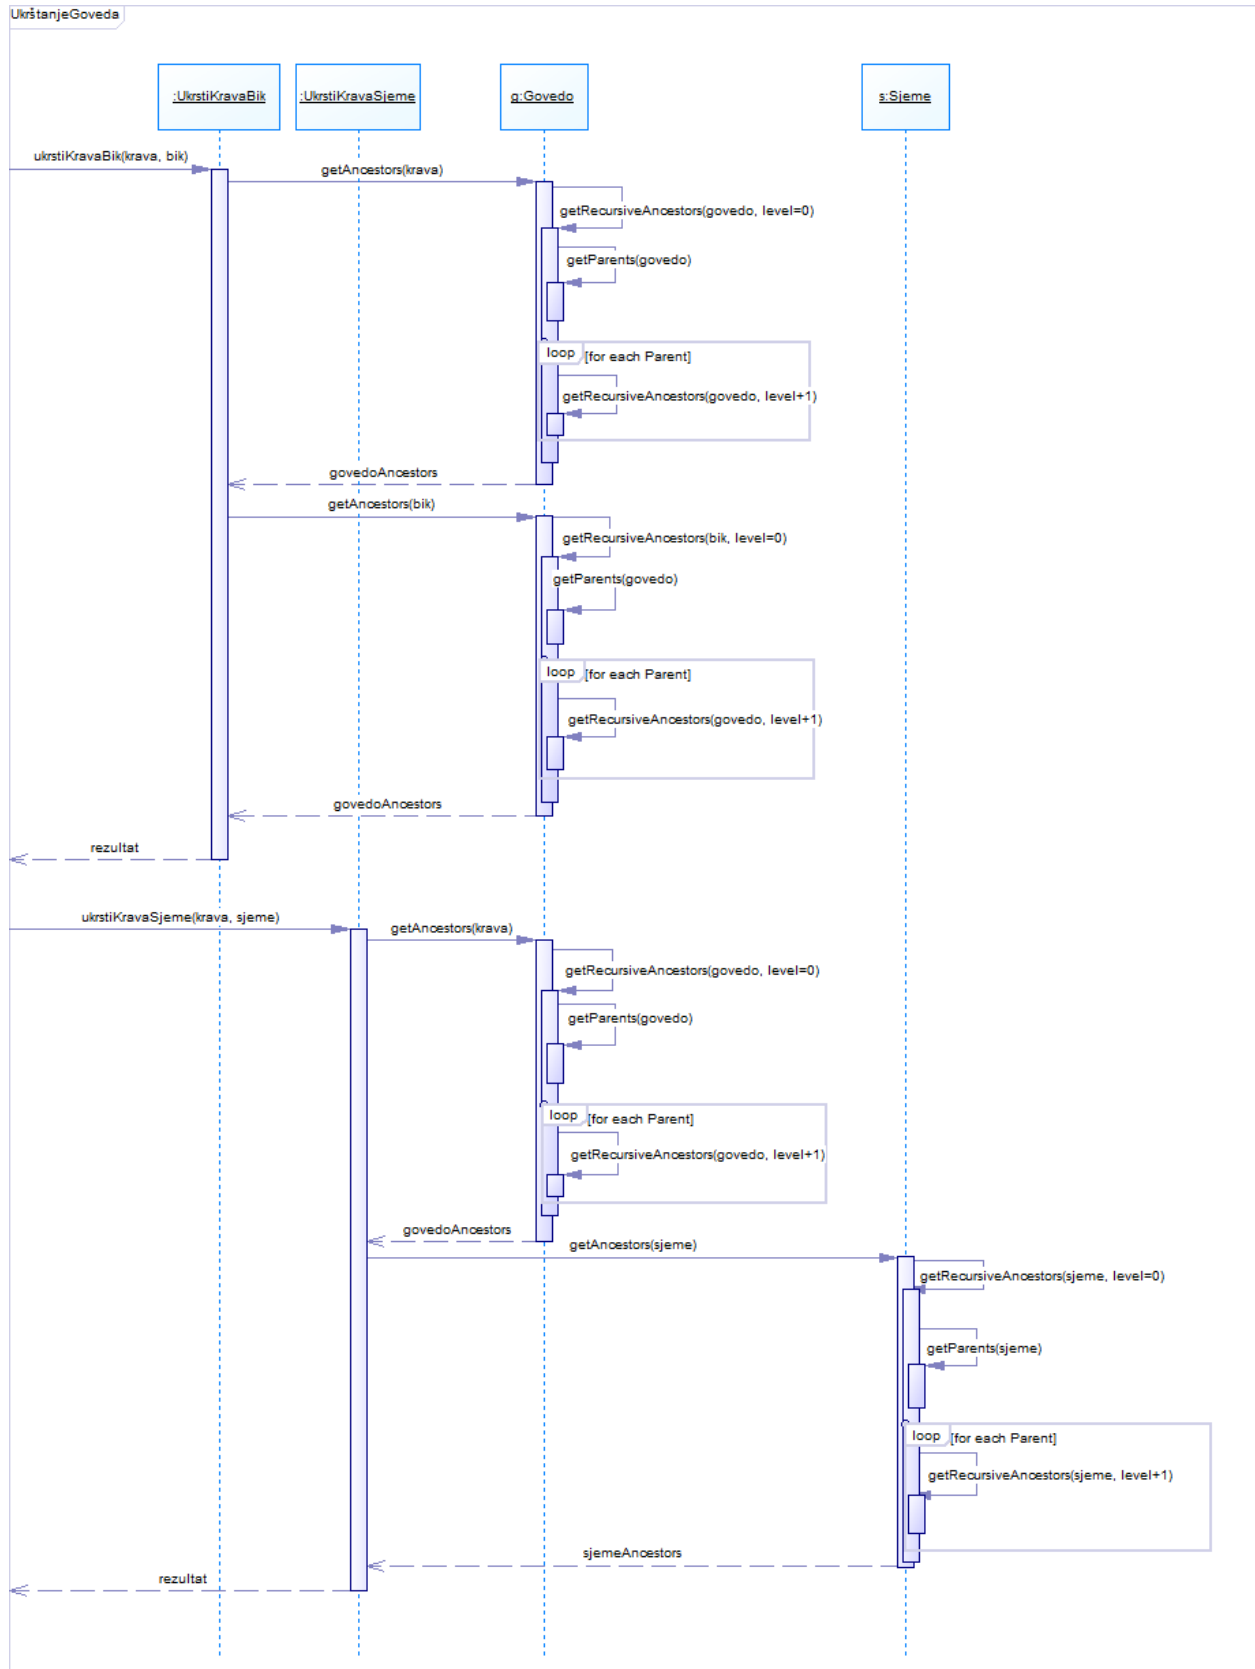 UkrštanjeGoveda
:UkrstiKravaBik
:UkrstiKravaSjeme
g:Govedo
s:Sjeme
ukrstiKravaBik(krava, bik)
getAncestors(krava)
getRecursiveAncestors(govedo, level=0)
getParents(govedo)
loop [for each Parent]
getRecursiveAncestors(govedo, level+1)
govedoAncestors
getAncestors(bik)
getRecursiveAncestors(bik, level=0)
getParents(govedo)
loop [for each Parent]
getRecursiveAncestors(govedo, level+1)
govedoAncestors
rezultat
ukrstiKravaSjeme(krava, sjeme)
getAncestors(krava)
getRecursiveAncestors(govedo, level=0)
getParents(govedo)
loop [for each Parent]
getRecursiveAncestors(govedo, level+1)
govedoAncestors
getAncestors(sjeme)
getRecursiveAncestors(sjeme, level=0)
getParents(sjeme)
loop [for each Parent]
getRecursiveAncestors(sjeme, level+1)
sjemeAncestors
rezultat